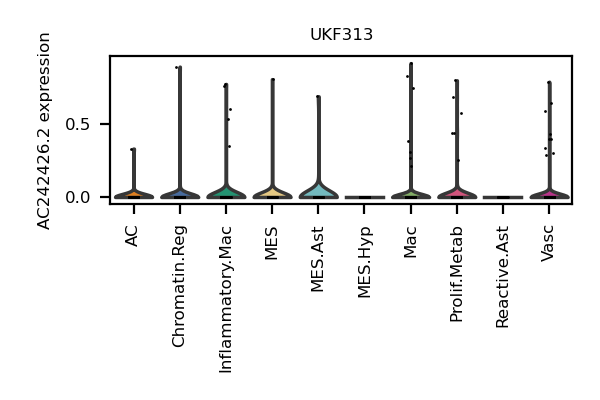 UKF313
AC242426.2 expression
0.5
0.0
AC
Chromatin.Reg
Inflammatory.Mac
MES
MES.Ast
MES.Hyp
Mac
Prolif.Metab
Reactive.Ast
Vasc